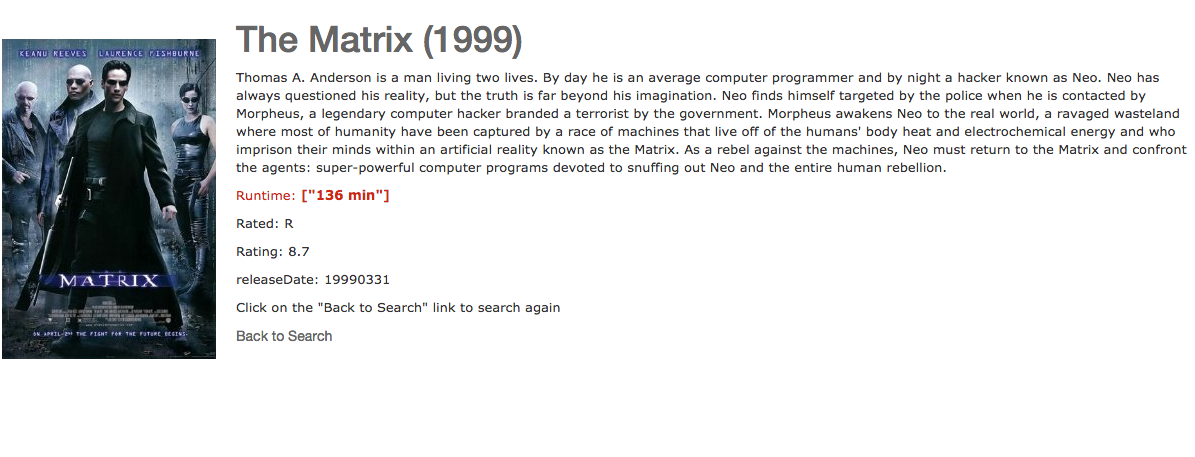 The Matrix (1999)
KEANU REEVES LAURENCE FISHBURNE
MATRIX
ON APRIL 2ND THE FIGHT FOR THE FUTURE BEGINS.
Thomas A. Anderson is a man living two lives. By day he is an average computer programmer and by night a hacker known as Neo. Neo has
always questioned his reality, but the truth is far beyond his imagination. Neo finds himself targeted by the police when he is contacted by
Morpheus, a legendary computer hacker branded a terrorist by the government. Morpheus awakens Neo to the real world, a ravaged wasteland
where most of humanity have been captured by a race of machines that live off of the humans' body heat and electrochemical energy and who
imprison their minds within an artificial reality known as the Matrix. As a rebel against the machines, Neo must return to the Matrix and confront
the agents: super-powerful computer programs devoted to snuffing out Neo and the entire human rebellion.
Runtime: ["136 min"]
Rated: R
Rating: 8.7
releaseDate: 19990331
Click on the "Back to Search" link to search again
Back to Search